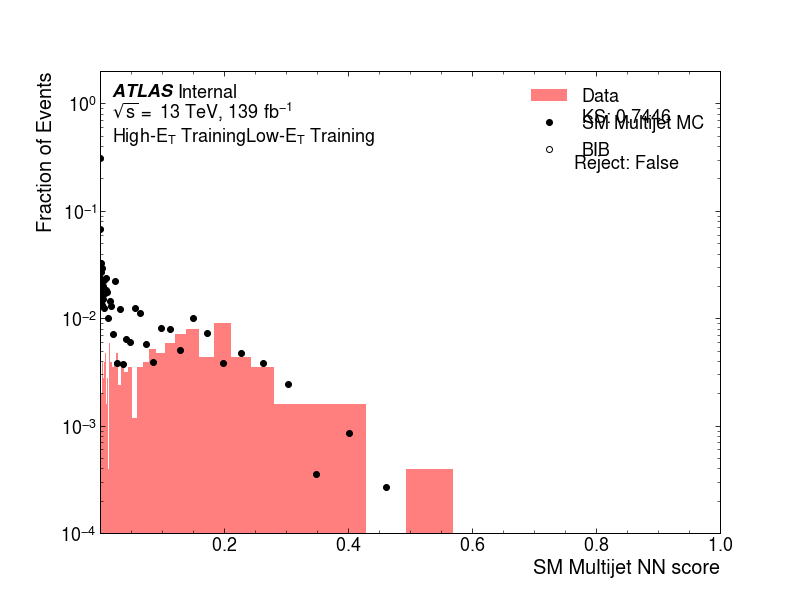 ATLAS Internal
√s = 13 TeV, 139 fb⁻¹
High-E_T TrainingLow-E_T Training
Data
KS: 0.7446
SM Multijet MC
BIB
Reject: False
Fraction of Events
10⁰
10⁻¹
10⁻²
10⁻³
10⁻⁴
0.2 0.4 0.6 0.8 1.0
SM Multijet NN score